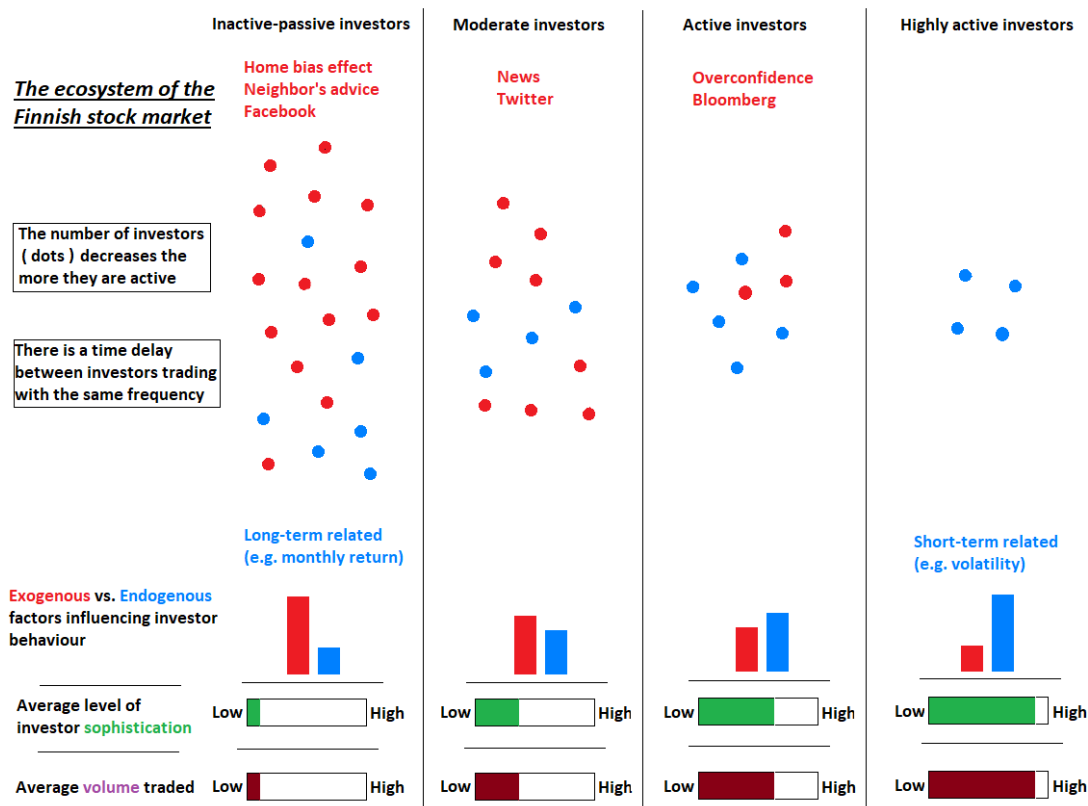 Inactive-passive investors
Moderate investors
Active investors
Highly active investors
The ecosystem of the
Finnish stock market
Home bias effect
Neighbor's advice
Facebook
News
Twitter
Overconfidence
Bloomberg
The number of investors
( dots ) decreases the
more they are active
There is a time delay
between investors trading
with the same frequency
Long-term related
(e.g. monthly return)
Short-term related
(e.g. volatility)
Exogenous vs. Endogenous
factors influencing investor
behaviour
Average level of
investor sophistication
Low High
Low High
Low High
Low High
Average volume traded
Low High
Low High
Low High
Low High